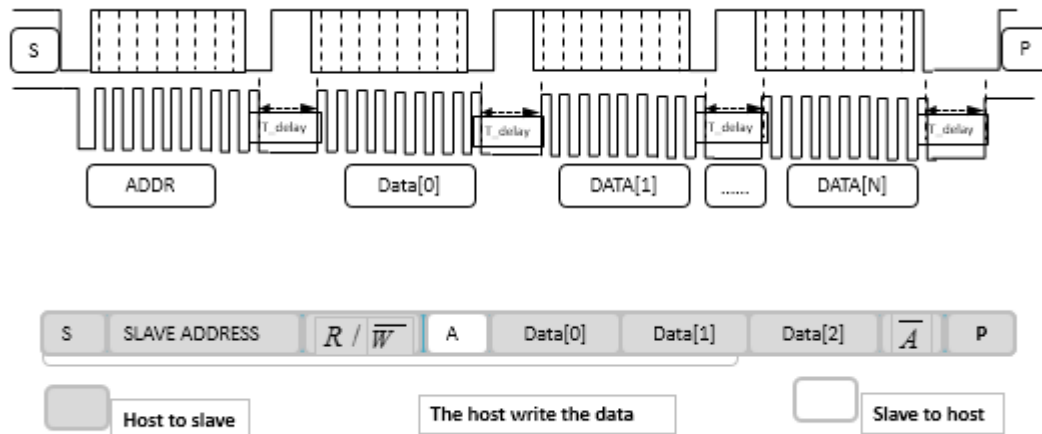 S P
T_delay T_delay T_delay T_delay
ADDR Data[0] DATA[1] ...... DATA[N]
S SLAVE ADDRESS R / W̅ A Data[0] Data[1] Data[2] A̅ P
Host to slave The host write the data Slave to host